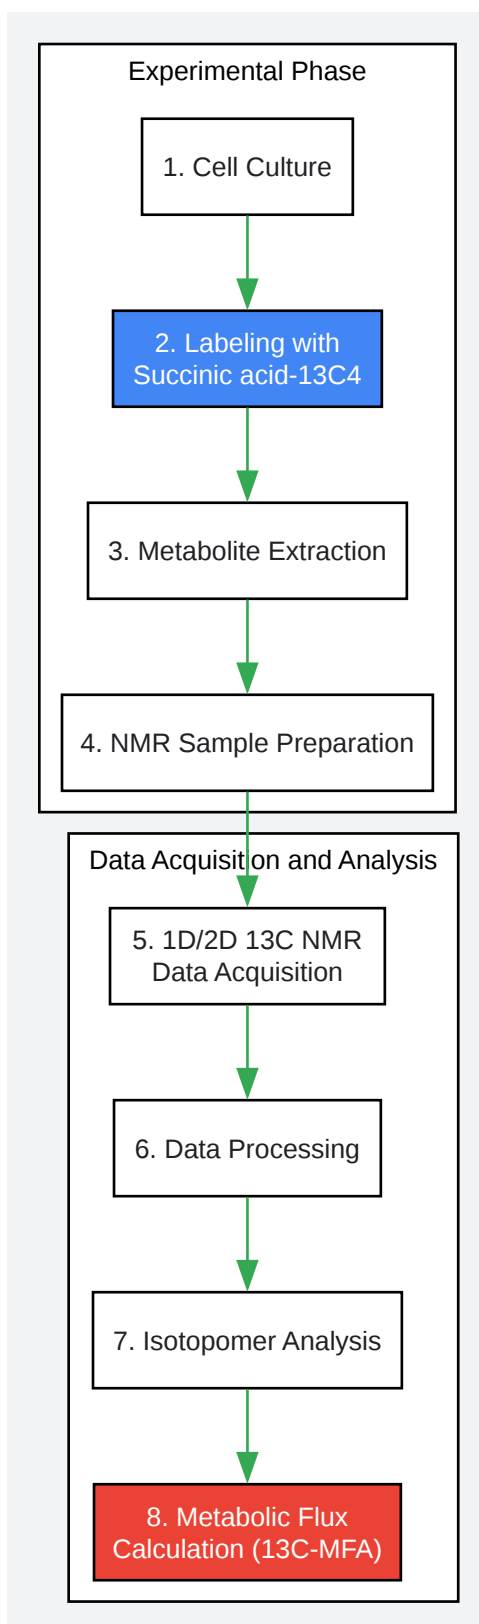 Experimental Phase
1. Cell Culture
2. Labeling with
Succinic acid-13C4
3. Metabolite Extraction
4. NMR Sample Preparation
Data Acquisition and Analysis
5. 1D/2D 13C NMR
Data Acquisition
6. Data Processing
7. Isotopomer Analysis
8. Metabolic Flux
Calculation (13C-MFA)